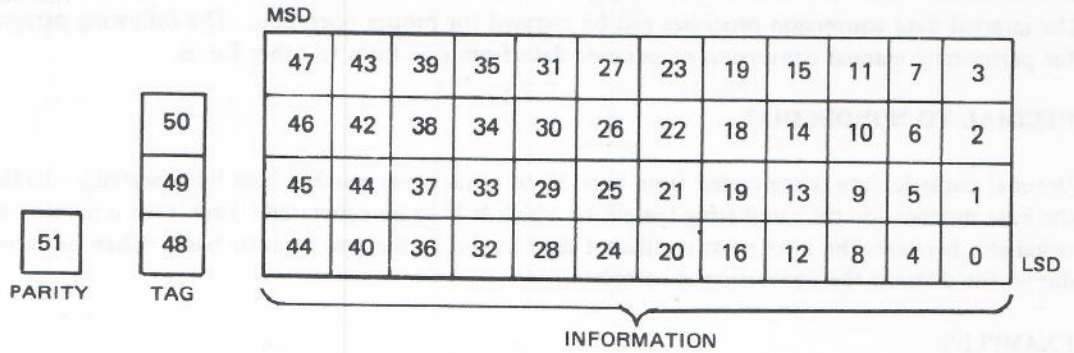 MSD
47 43 39 35 31 27 23 19 15 11 7 3
50 46 42 38 34 30 26 22 18 14 10 6 2
49 45 44 37 33 29 25 21 17 13 9 5 1
51 48 44 40 36 32 28 24 20 16 12 8 4 0 LSD
PARITY TAG
INFORMATION